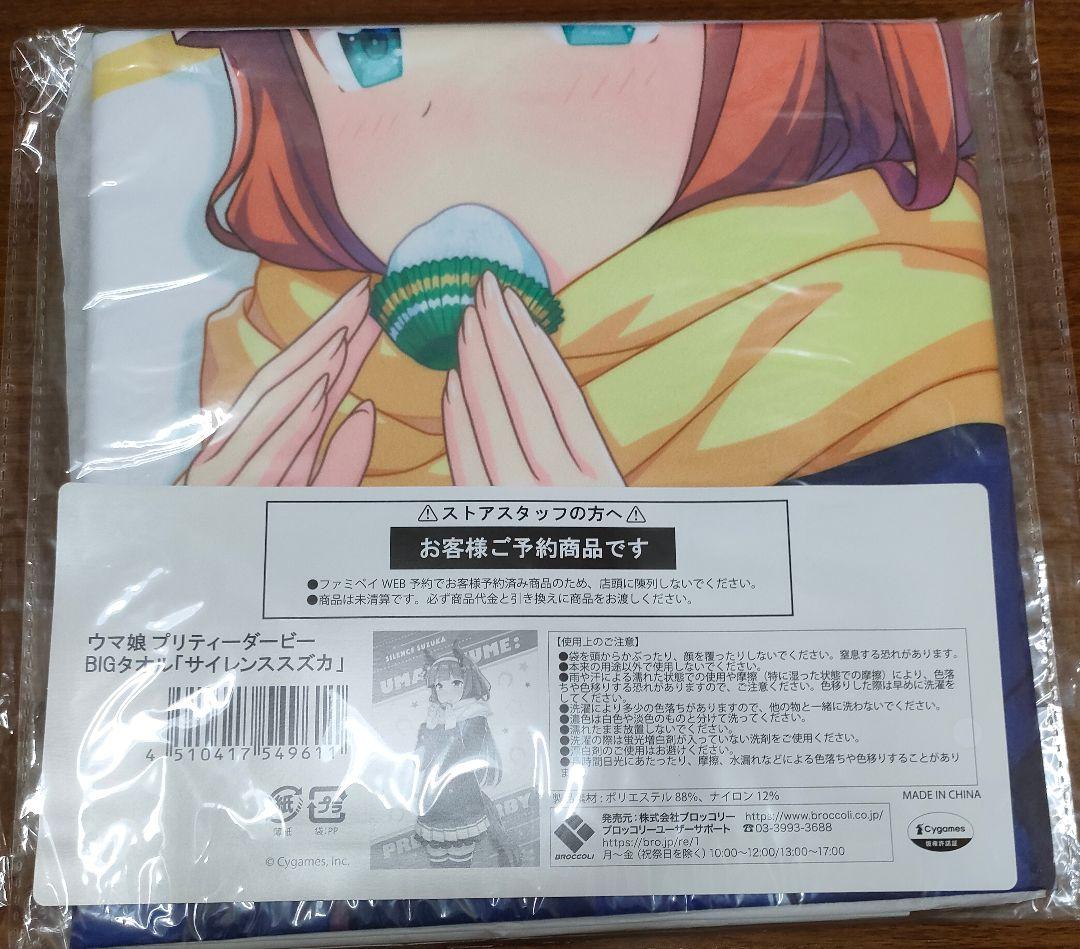 ⚠ストアスタッフの方へ⚠
お客様ご予約商品です
●ファミペイWEB予約でお客様予約済み商品のため、店頭に陳列しないでください。
●商品は未清算です。必ず商品代金と引き換えに商品をお渡しください。
ウマ娘 プリティーダービー
BIGタオル「サイレンススズカ」
4 510417 549611
紙
薄紙
プラ
袋:PP
© Cygames, Inc.
SILENCE SUZUKA
UMA
UME:
PRE
RBY
【使用上のご注意】
●袋を頭からかぶったり、顔を覆ったりしないでください。窒息する恐れがあります。
●本来の用途以外で使用しないでください。
●雨や汗による濡れた状態での使用や摩擦（特に湿った状態での摩擦）により、色落
ちや色移りする恐れがありますので、ご注意ください。色移りした際は早めに洗濯を
してください。
●洗濯により多少の色落ちがありますので、他の物と一緒に洗わないでください。
●濃色は白色や淡色のものと分けて洗ってください。
●濡れたまま放置しないでください。
●洗濯の際は蛍光増白剤が入っていない洗剤をご使用ください。
●漂白剤のご使用はお避けください。
●長時間日光にあたったり、摩擦、水漏れなどによる色落ちや色移りすることがあり
ま
製品素材：ポリエステル 88%、ナイロン 12%
MADE IN CHINA
BROCCOLI
発売元：株式会社ブロッコリー https://www.broccoli.co.jp/
ブロッコリーユーザーサポート ☎03-3993-3688
https://bro.jp/re/1
月～金 (祝祭日を除く) 10:00～12:00/13:00～17:00
Cygames
版権許諾証